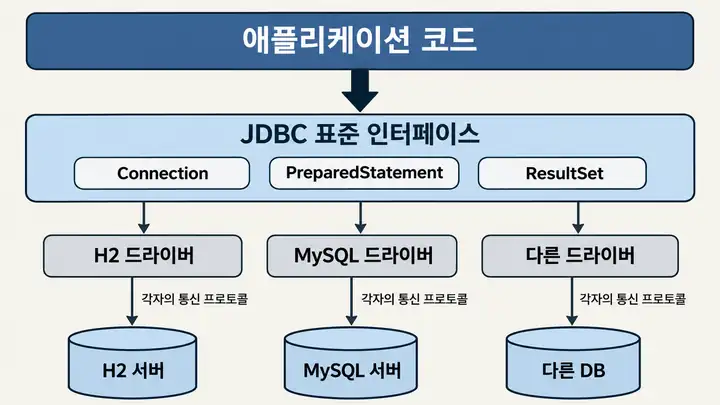 애플리케이션 코드
JDBC 표준 인터페이스
Connection
PreparedStatement
ResultSet
H2 드라이버
MySQL 드라이버
다른 드라이버
각자의 통신 프로토콜
각자의 통신 프로토콜
각자의 통신 프로토콜
H2 서버
MySQL 서버
다른 DB